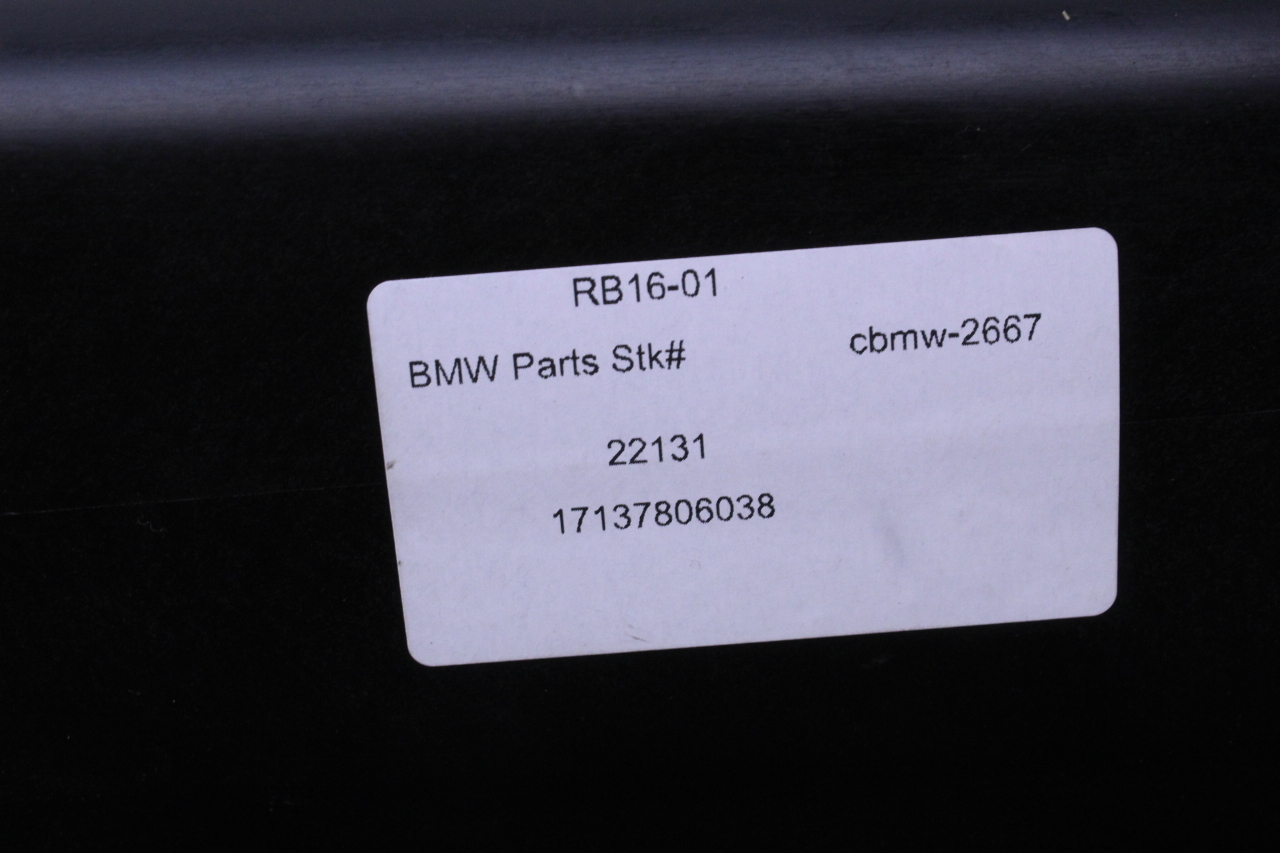 RB16-01
BMW Parts Stk# cbmw-2667
22131
17137806038